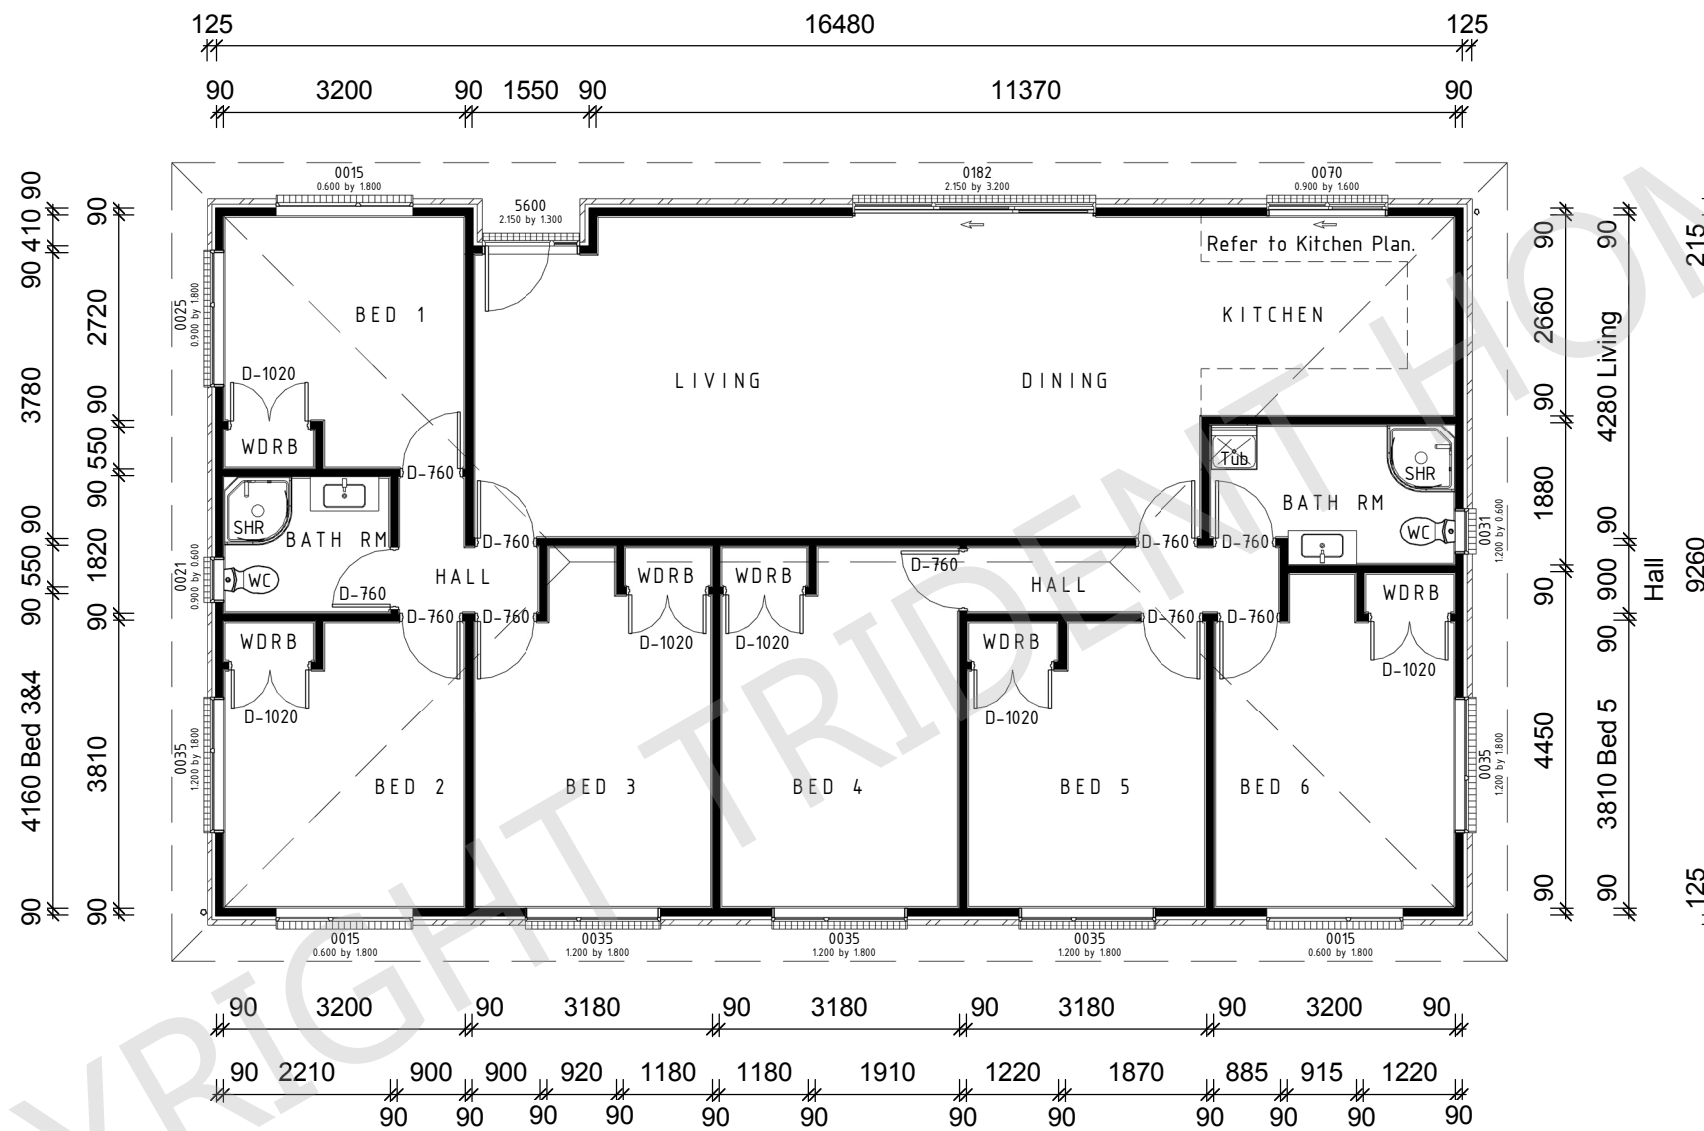 125 16480 125
90 3200 90 1550 90 11370 90
0015
0.600 by 1.800
5600
2.150 by 1.300
0182
2.150 by 3.200
0070
0.900 by 1.600
Refer to Kitchen Plan.
BED 1
LIVING
DINING
KITCHEN
0025
0.900 by 1.800
D-1020
WDRB
D-760
SHR
BATH RM
WC
D-760
0021
0.900 by 0.600
HALL
D-760
D-760
D-760
Tub
SHR
BATH RM
WC
0031
1.200 by 0.600
D-760
D-760
D-760
HALL
D-760
D-760
WDRB
D-1020
WDRB
D-1020
WDRB
D-1020
WDRB
D-1020
WDRB
D-1020
BED 2
BED 3
BED 4
BED 5
BED 6
0035
1.200 by 1.800
0035
1.200 by 1.800
0015
0.600 by 1.800
0035
1.200 by 1.800
0035
1.200 by 1.800
0035
1.200 by 1.800
0015
0.600 by 1.800
90 410 90 3780 90 550 90 4160 Bed 3&4 90
90 2720 90 550 90 1820 90 3810 90
90 2660 90 1880 90 4450 90
90 4280 Living 90 900 Hall 90 3810 Bed 5 90
215 9260 125
90 3200 90 3180 90 3180 90 3180 90 3200 90
90 2210 900 900 920 1180 1180 1910 1220 1870 885 915 1220
90 90 90 90 90 90 90 90 90 90 90 90
YRIGHT TRIDENT HOM